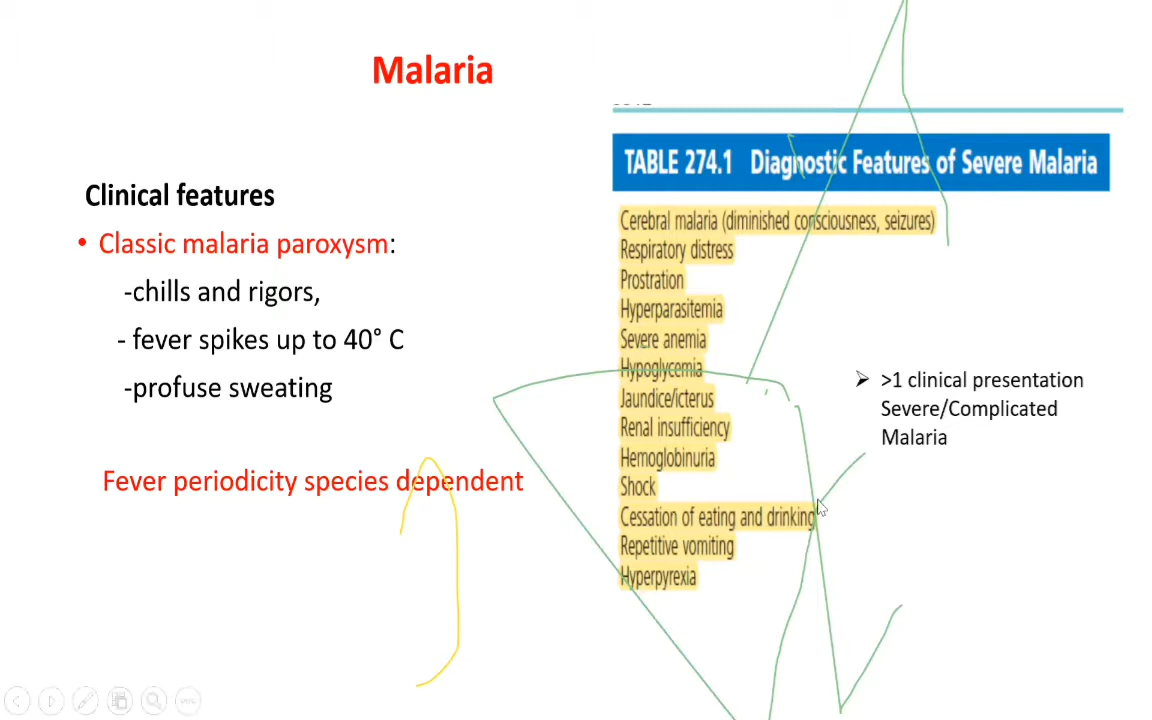 Malaria
Clinical features
• Classic malaria paroxysm:
-chills and rigors,
- fever spikes up to 40° C
-profuse sweating
Fever periodicity species dependent
TABLE 274.1 Diagnostic Features of Severe Malaria
Cerebral malaria (diminished consciousness, seizures)
Respiratory distress
Prostration
Hyperparasitemia
Severe anemia
Hypoglycemia
Jaundice/icterus
Renal insufficiency
Hemoglobinuria
Shock
Cessation of eating and drinking
Repetitive vomiting
Hyperpyrexia
➢ >1 clinical presentation
Severe/Complicated
Malaria